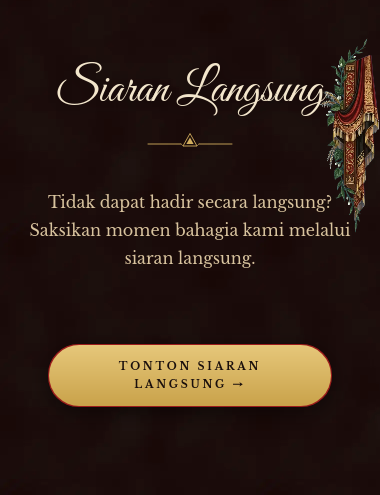 Siaran Langsung
Tidak dapat hadir secara langsung?
Saksikan momen bahagia kami melalui
siaran langsung.
TONTON SIARAN
LANGSUNG →